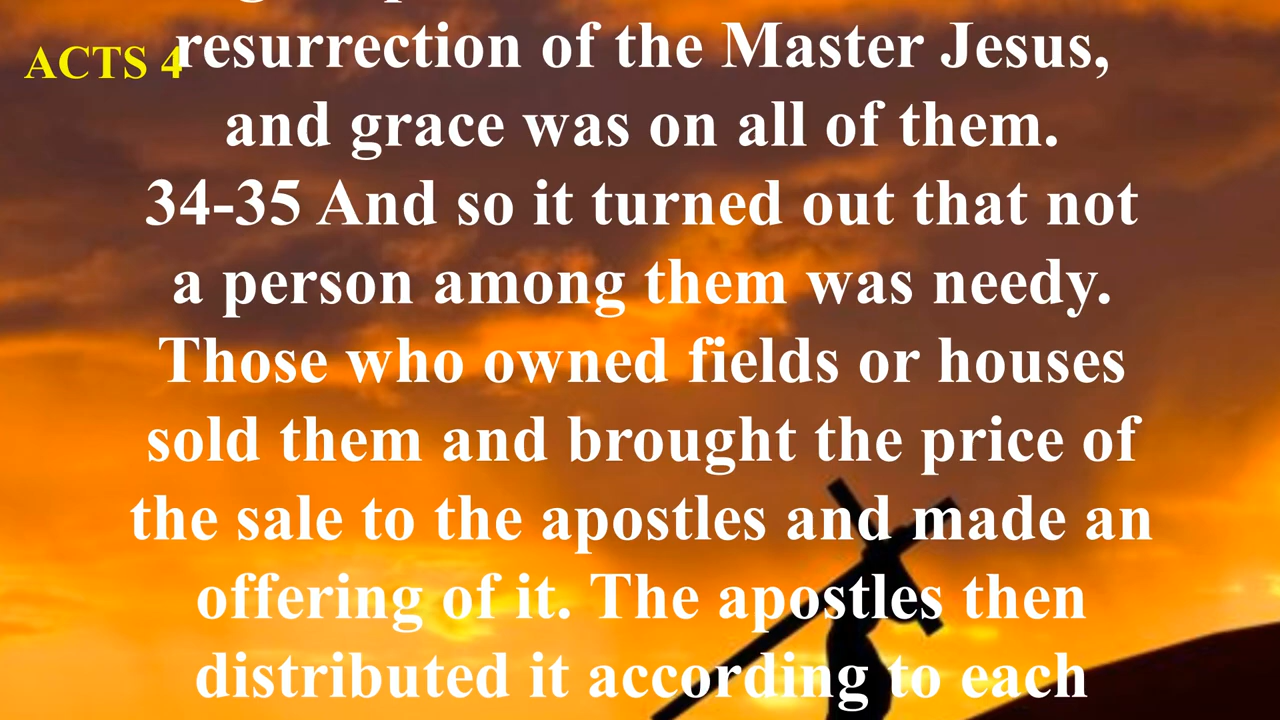 ACTS 4
resurrection of the Master Jesus,
and grace was on all of them.
34-35 And so it turned out that not
a person among them was needy.
Those who owned fields or houses
sold them and brought the price of
the sale to the apostles and made an
offering of it. The apostles then
distributed it according to each